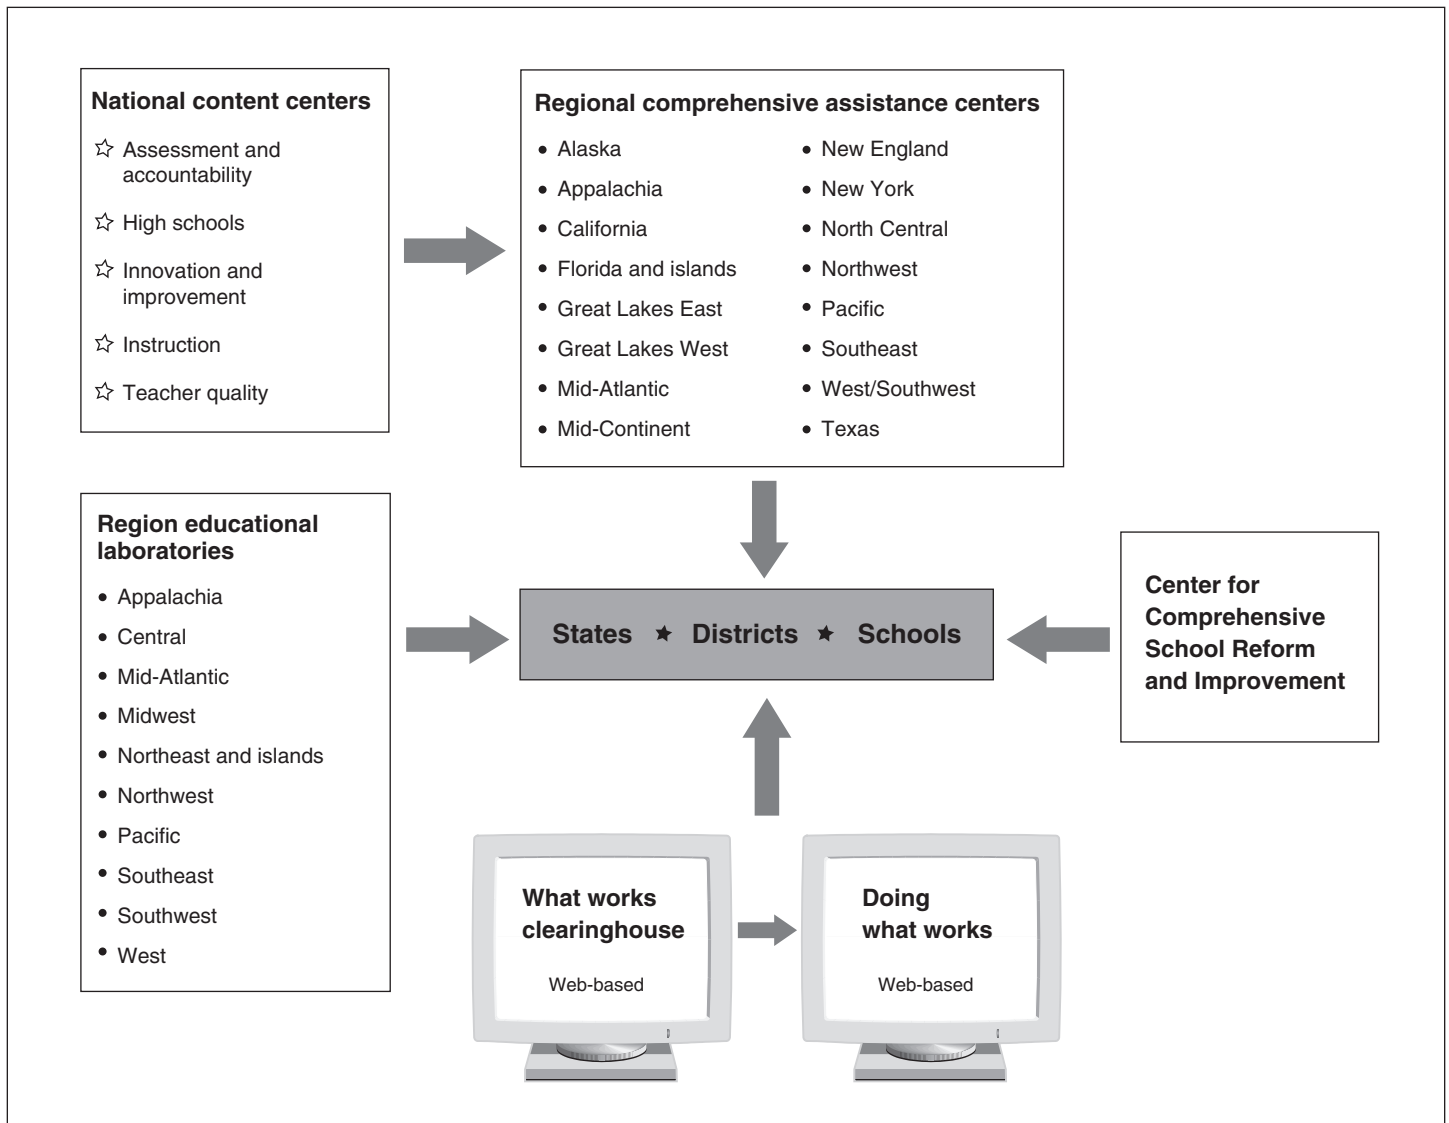 National content centers
Assessment and
accountability
High schools
Innovation and
improvement
Instruction
Teacher quality
Regional comprehensive assistance centers
Alaska
Appalachia
California
Florida and islands
Great Lakes East
Great Lakes West
Mid-Atlantic
Mid-Continent
New England
New York
North Central
Northwest
Pacific
Southeast
West/Southwest
Texas
Region educational
laboratories
Appalachia
Central
Mid-Atlantic
Midwest
Northeast and islands
Northwest
Pacific
Southeast
Southwest
West
States ★ Districts ★ Schools
Center for
Comprehensive
School Reform
and Improvement
What works
clearinghouse
Web-based
Doing
what works
Web-based